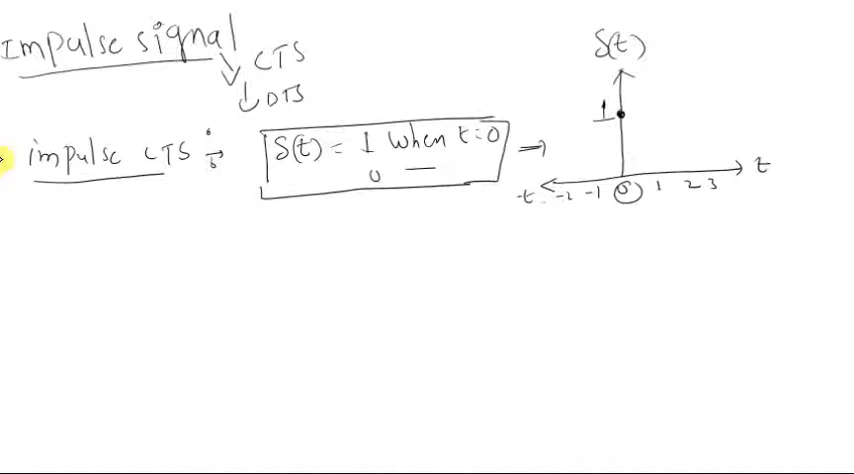 Impulse signal
CTS
DTS
impulse CTS :→ δ(t) = 1 when t=0 ⇒
0 —
δ(t)
1
t
-t -2 -1 0 1 2 3